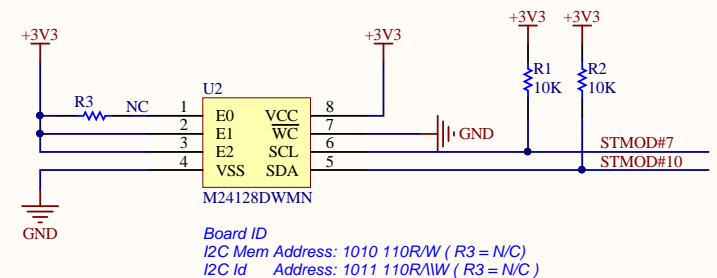 +3V3
+3V3
+3V3
+3V3
U2
R3
NC
R1
10K
R2
10K
1
2
3
4
E0
E1
E2
VSS
VCC
WC
SCL
SDA
8
7
6
5
GND
STMOD#7
STMOD#10
M24128DWMN
GND
Board ID
I2C Mem Address: 1010 110R/W ( R3 = N/C)
I2C Id Address: 1011 110R/\\W ( R3 = N/C )